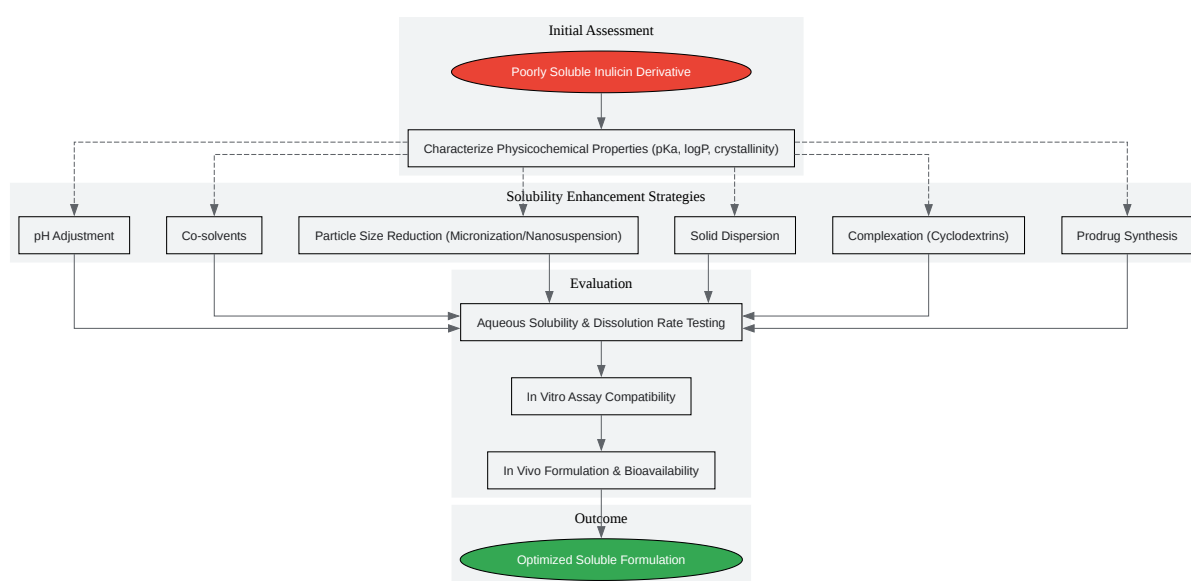 Initial Assessment
Poorly Soluble Inulicin Derivative
Characterize Physicochemical Properties (pKa, logP, crystallinity)
Solubility Enhancement Strategies
pH Adjustment
Co-solvents
Particle Size Reduction (Micronization/Nanosuspension)
Solid Dispersion
Complexation (Cyclodextrins)
Prodrug Synthesis
Evaluation
Aqueous Solubility & Dissolution Rate Testing
In Vitro Assay Compatibility
In Vivo Formulation & Bioavailability
Outcome
Optimized Soluble Formulation